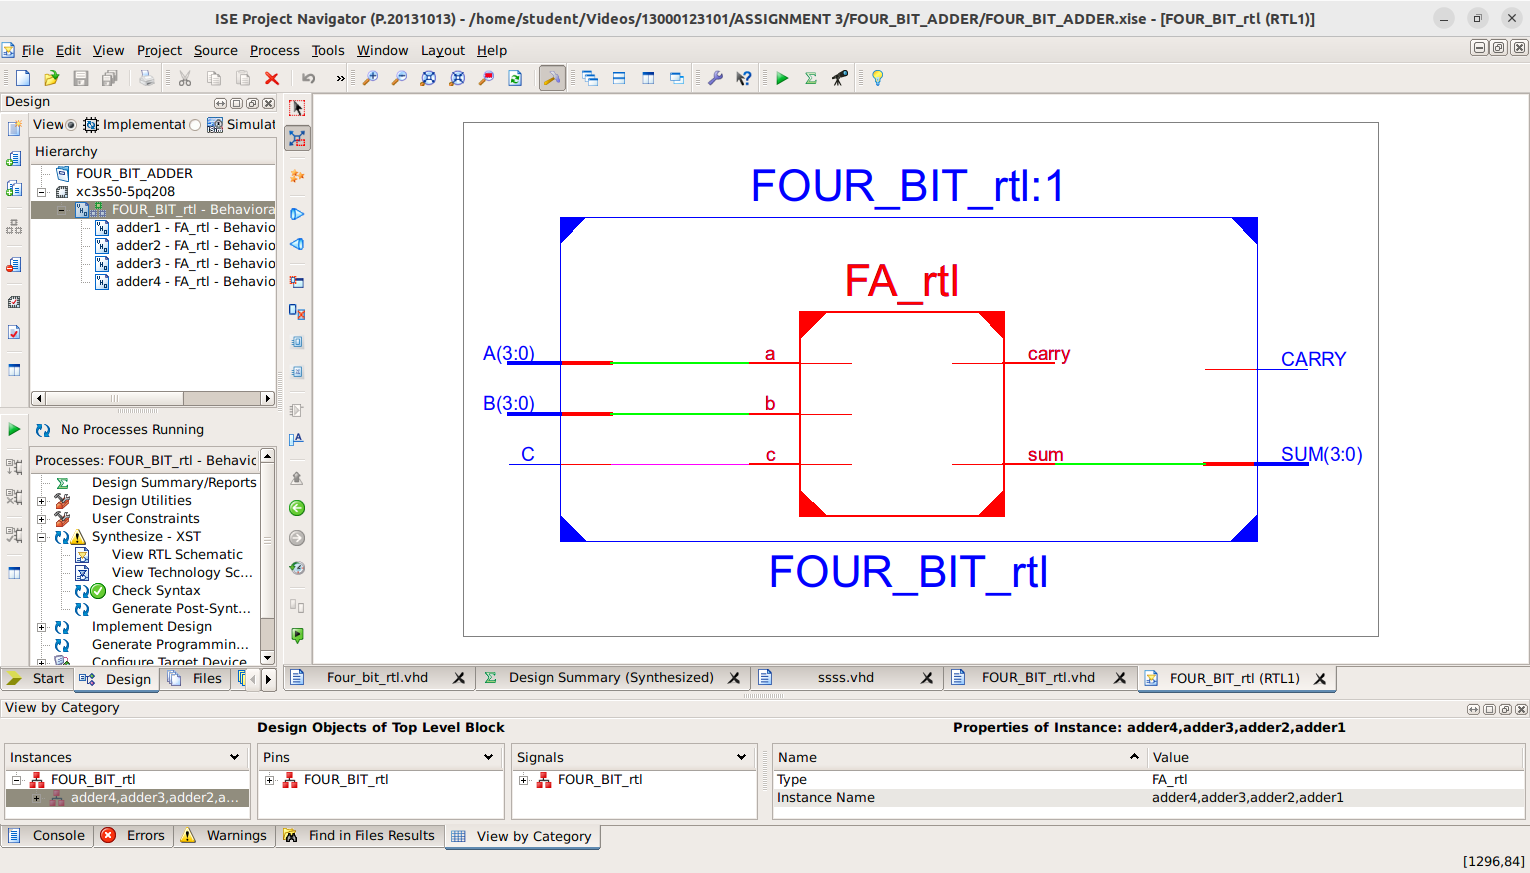 ISE Project Navigator (P.20131013) - /home/student/Videos/13000123101/ASSIGNMENT 3/FOUR_BIT_ADDER/FOUR_BIT_ADDER.xise - [FOUR_BIT_rtl (RTL1)]
File Edit View Project Source Process Tools Window Layout Help
Design
View Implementat Simulat
Hierarchy
FOUR_BIT_ADDER
xc3s50-5pq208
FOUR_BIT_rtl - Behaviora
adder1 - FA_rtl - Behavio
adder2 - FA_rtl - Behavio
adder3 - FA_rtl - Behavio
adder4 - FA_rtl - Behavio
No Processes Running
Processes: FOUR_BIT_rtl - Behavic
Design Summary/Reports
Design Utilities
User Constraints
Synthesize - XST
View RTL Schematic
View Technology Sc...
Check Syntax
Generate Post-Synt...
Implement Design
Generate Programmin...
Configure Target Device
Start Design Files
FOUR_BIT_rtl:1
FA_rtl
A(3:0) a carry CARRY
B(3:0) b
C c sum SUM(3:0)
FOUR_BIT_rtl
Four_bit_rtl.vhd Design Summary (Synthesized) ssss.vhd FOUR_BIT_rtl.vhd FOUR_BIT_rtl (RTL1)
View by Category
Design Objects of Top Level Block Properties of Instance: adder4,adder3,adder2,adder1
Instances Pins Signals Name Value
FOUR_BIT_rtl FOUR_BIT_rtl FOUR_BIT_rtl Type FA_rtl
adder4,adder3,adder2,a... Instance Name adder4,adder3,adder2,adder1
Console Errors Warnings Find in Files Results View by Category
[1296,84]